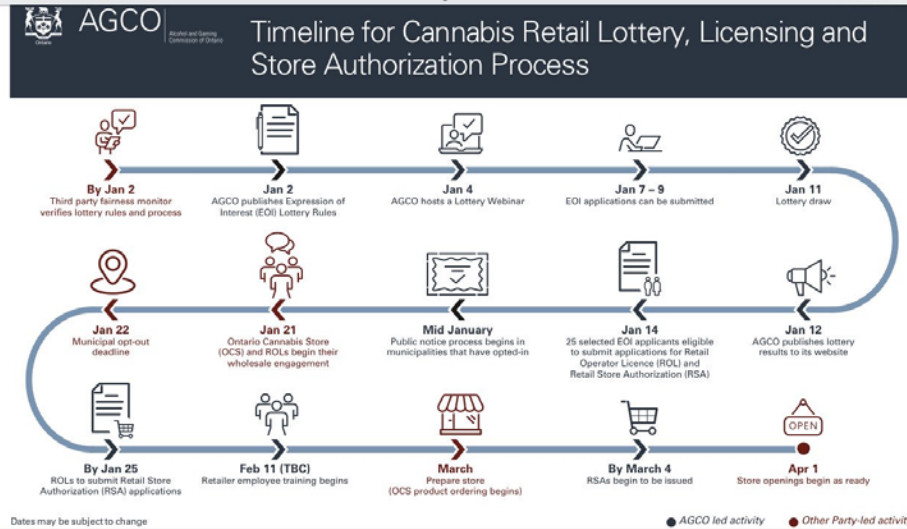 AGCO
Alcohol and Gaming
Commission of Ontario
Ontario
Timeline for Cannabis Retail Lottery, Licensing and
Store Authorization Process
By Jan 2
Third party fairness monitor
verifies lottery rules and process
Jan 2
AGCO publishes Expression of
Interest (EOI) Lottery Rules
Jan 4
AGCO hosts a Lottery Webinar
Jan 7 – 9
EOI applications can be submitted
Jan 11
Lottery draw
Jan 22
Municipal opt-out
deadline
Jan 21
Ontario Cannabis Store
(OCS) and ROLs begin their
wholesale engagement
Mid January
Public notice process begins in
municipalities that have opted-in
Jan 14
25 selected EOI applicants eligible
to submit applications for Retail
Operator Licence (ROL) and
Retail Store Authorization (RSA)
Jan 12
AGCO publishes lottery
results to its website
By Jan 25
ROLs to submit Retail Store
Authorization (RSA) applications
Feb 11 (TBC)
Retailer employee training begins
March
Prepare store
(OCS product ordering begins)
By March 4
RSAs begin to be issued
OPEN
Apr 1
Store openings begin as ready
Dates may be subject to change
AGCO led activity
Other Party-led activit